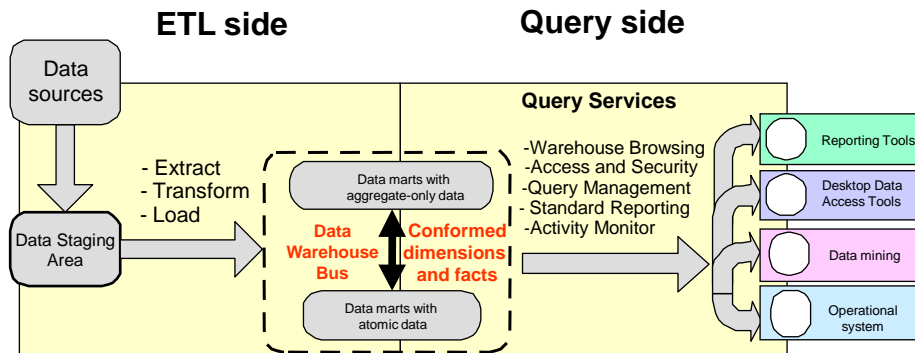 ETL side
Query side
Data
sources
- Extract
- Transform
- Load
Data Staging
Area
Data marts with
aggregate-only data
Data
Warehouse
Bus
Conformed
dimensions
and facts
Data marts with
atomic data
Query Services
-Warehouse Browsing
-Access and Security
-Query Management
- Standard Reporting
-Activity Monitor
Reporting Tools
Desktop Data
Access Tools
Data mining
Operational
system